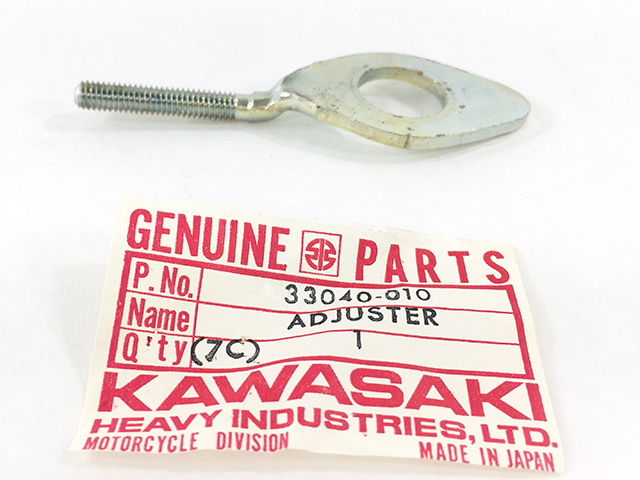 GENUINE PARTS
P. No. 33040-010
Name ADJUSTER
Q'ty (7C) 1
KAWASAKI
HEAVY INDUSTRIES, LTD.
MOTORCYCLE DIVISION MADE IN JAPAN